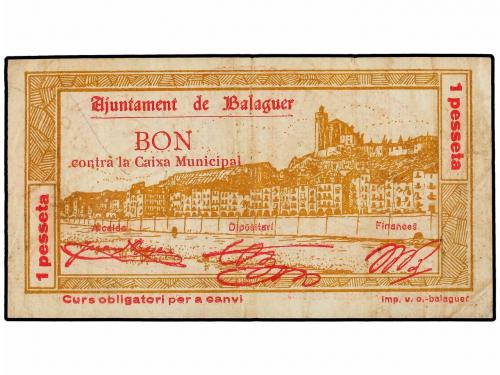 Ajuntament de Balaguer
BON
contra la Caixa Municipal
1 pesseta
1 pesseta
Alcalde Dipositari Finances
Curs obligatori per a canvi
imp. v. o.-balaguer